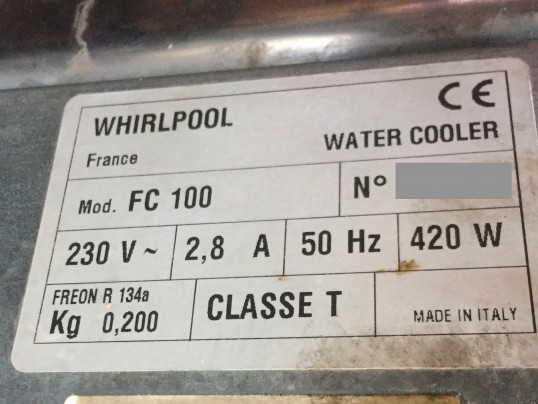 CE
WHIRLPOOL
France
WATER COOLER
Mod. FC 100
N°
230 V ~ 2,8 A 50 Hz 420 W
FREON R 134a
Kg 0,200
CLASSE T
MADE IN ITALY